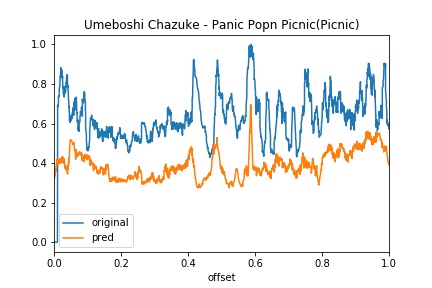 Umeboshi Chazuke - Panic Popn Picnic(Picnic)
1.0
0.8
0.6
0.4
0.2
0.0
original
pred
0.0 0.2 0.4 0.6 0.8 1.0
offset